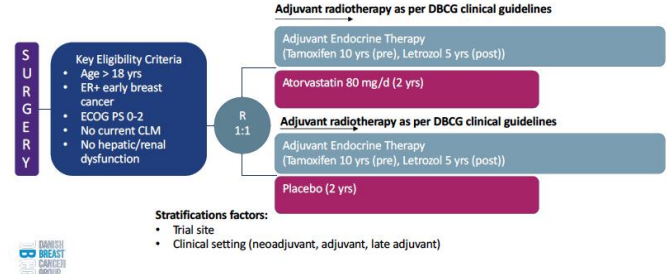 Adjuvant radiotherapy as per DBCG clinical guidelines
SURGERY
Key Eligibility Criteria
• Age > 18 yrs
• ER+ early breast
cancer
• ECOG PS 0-2
• No current CLM
• No hepatic/renal
dysfunction
R
1:1
Adjuvant Endocrine Therapy
(Tamoxifen 10 yrs (pre), Letrozol 5 yrs (post))
Atorvastatin 80 mg/d (2 yrs)
Adjuvant radiotherapy as per DBCG clinical guidelines
Adjuvant Endocrine Therapy
(Tamoxifen 10 yrs (pre), Letrozol 5 yrs (post))
Placebo (2 yrs)
Stratifications factors:
• Trial site
• Clinical setting (neoadjuvant, adjuvant, late adjuvant)
DANISH
BREAST
CANCER
GROUP